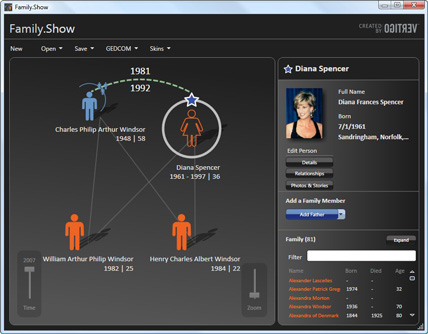 Family.Show
Family.Show
CREATED BY VERTIGO
New Open Save GEDCOM Skins
1981
1992
Charles Philip Arthur Windsor
1948 | 58
Diana Spencer
1961 - 1997 | 36
William Arthur Philip Windsor
1982 | 25
Henry Charles Albert Windsor
1984 | 22
2007
Time
Zoom
Diana Spencer
Full Name
Diana Frances Spencer
Born
7/1/1961
Sandringham, Norfolk,...
Edit Person
Details
Relationships
Photos & Stories
Add a Family Member
Add Father
Family (81)
Expand
Filter
Name Born Died Age
Alexander Lascelles - -
Alexander Patrick Greg 1974 - 32
Alexandra Morton - -
Alexandra Windsor 1936 - 70
Alexandra of Denmark 1844 1925 80